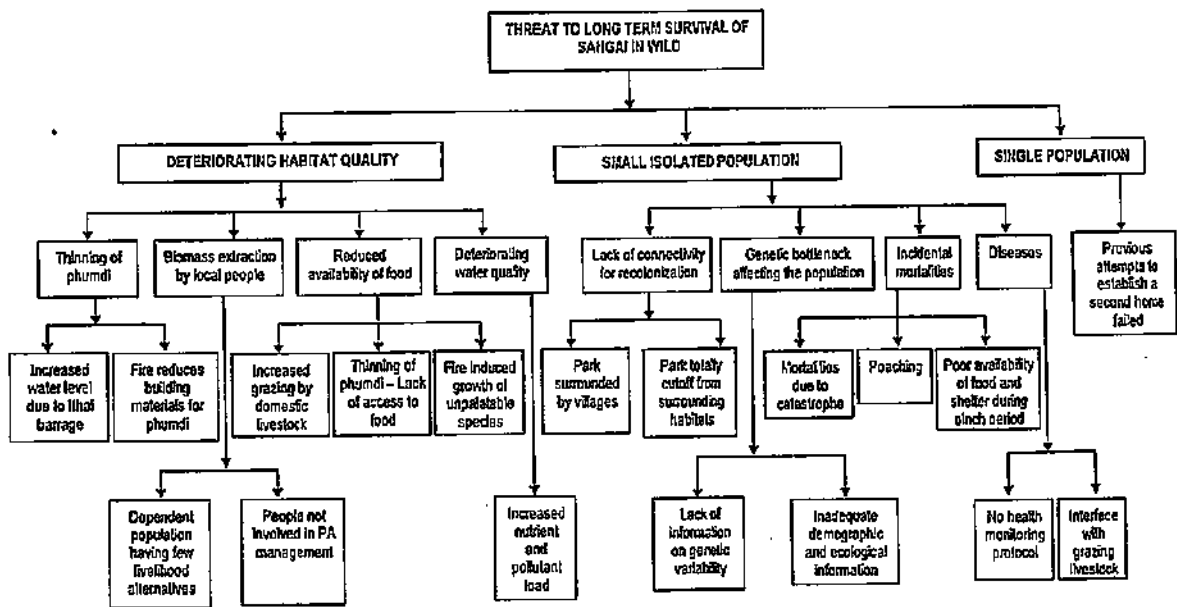 THREAT TO LONG TERM SURVIVAL OF
SANGAI IN WILD
DETERIORATING HABITAT QUALITY
SMALL ISOLATED POPULATION
SINGLE POPULATION
Thinning of
phumdi
Biomass extraction
by local people
Reduced
availability of food
Deteriorating
water quality
Lack of connectivity
for recolonization
Genetic bottleneck
affecting the population
Incidental
mortalities
Diseases
Previous
attempts to
establish a
second home
failed
Increased
water level
due to Ithai
barrage
Fire reduces
building
materials for
phumdi
Increased
grazing by
domestic
livestock
Thinning of
phumdi – Lack
of access to
food
Fire induced
growth of
unpalatable
species
Park
surrounded
by villages
Park totally
cutoff from
surrounding
habitats
Mortalities
due to
catastrophe
Poaching
Poor availability
of food and
shelter during
pinch period
Dependent
population
having few
livelihood
alternatives
People not
involved in PA
management
Increased
nutrient
and
pollutant
load
Lack of
information
on genetic
variability
Inadequate
demographic
and ecological
information
No health
monitoring
protocol
Interface
with
grazing
livestock